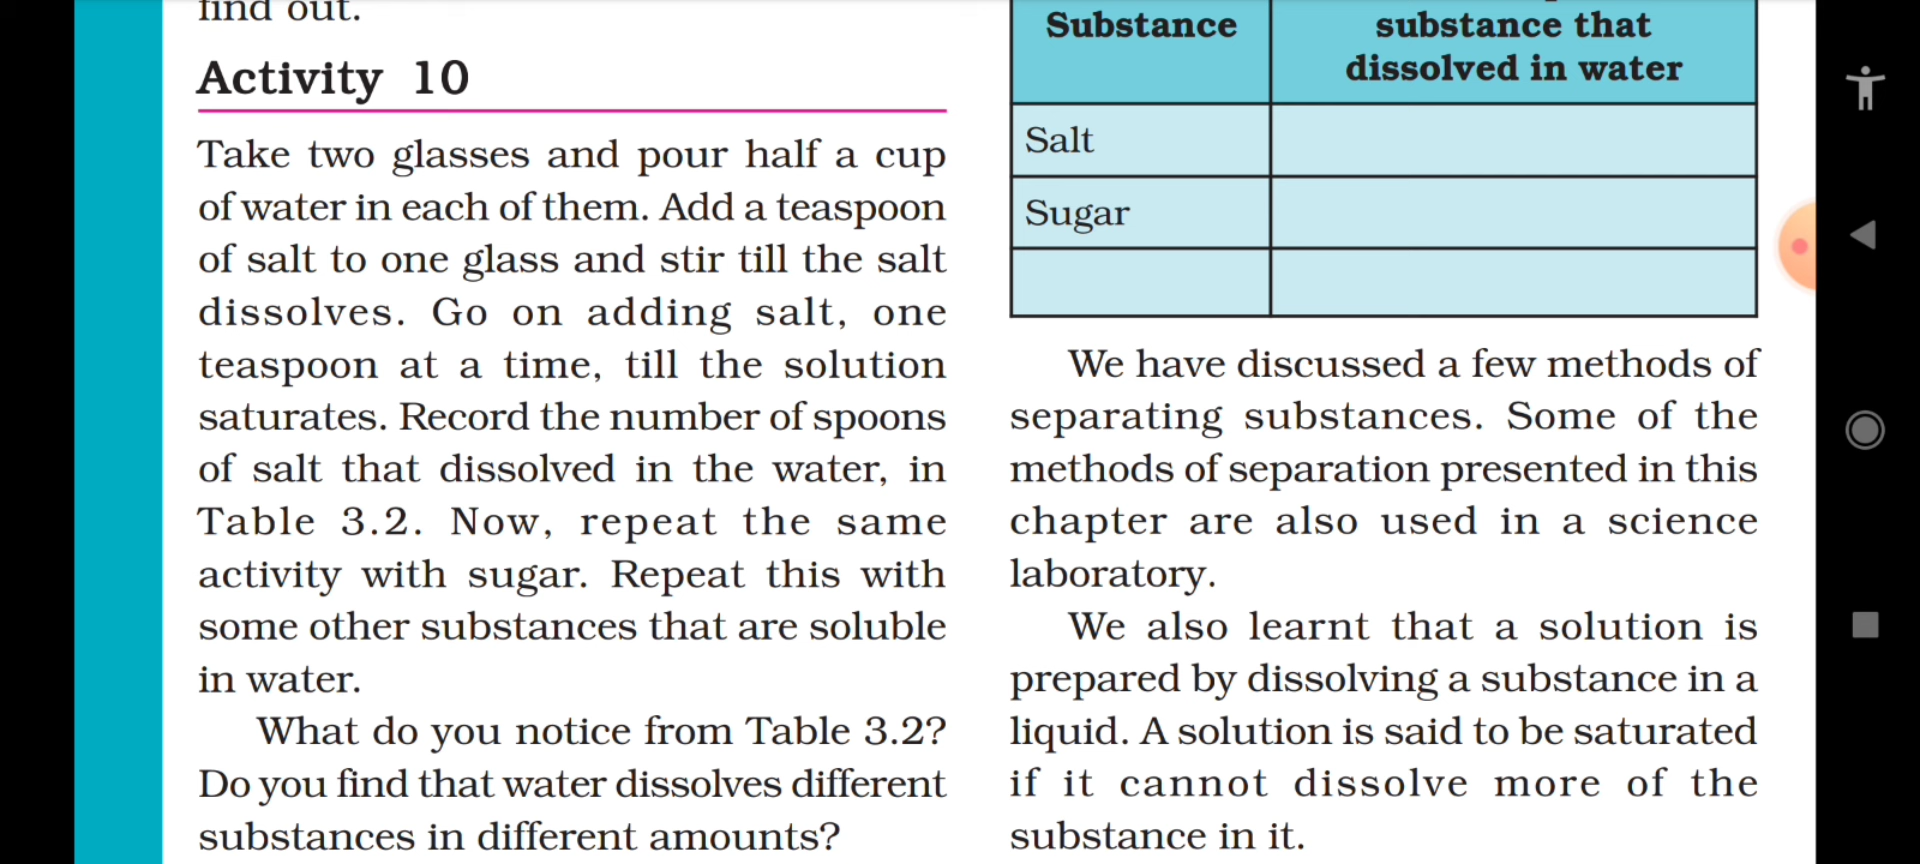 find out.
Activity 10
Take two glasses and pour half a cup
of water in each of them. Add a teaspoon
of salt to one glass and stir till the salt
dissolves. Go on adding salt, one
teaspoon at a time, till the solution
saturates. Record the number of spoons
of salt that dissolved in the water, in
Table 3.2. Now, repeat the same
activity with sugar. Repeat this with
some other substances that are soluble
in water.
What do you notice from Table 3.2?
Do you find that water dissolves different
substances in different amounts?
Substance
substance that
dissolved in water
Salt
Sugar
We have discussed a few methods of
separating substances. Some of the
methods of separation presented in this
chapter are also used in a science
laboratory.
We also learnt that a solution is
prepared by dissolving a substance in a
liquid. A solution is said to be saturated
if it cannot dissolve more of the
substance in it.